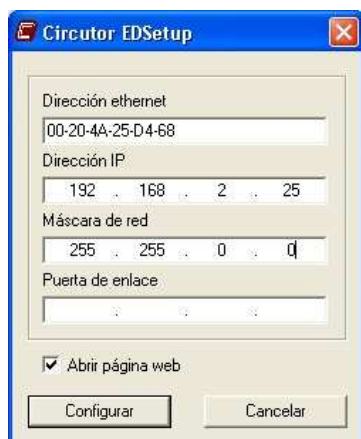 Circutor EDSetup
Dirección ethernet
00-20-4A-25-D4-68
Dirección IP
192 . 168 . 2 . 25
Máscara de red
255 . 255 . 0 . 0
Puerta de enlace
. . .
Abrir página web
Configurar Cancelar